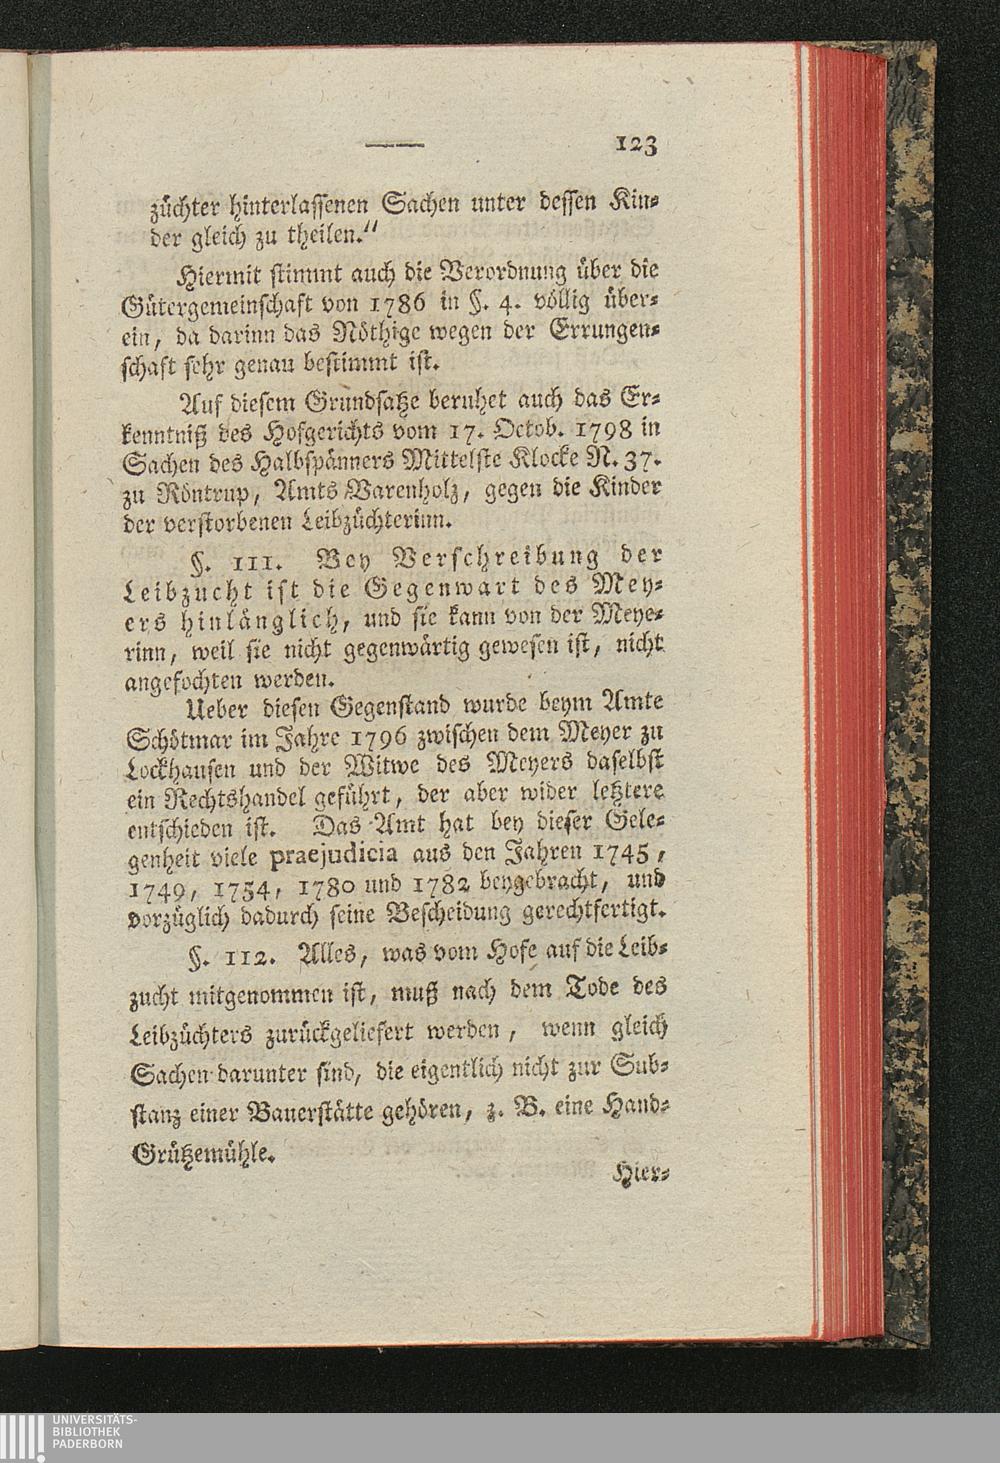 —— 123
züchter hinterlassenen Sachen unter dessen Kin-
der gleich zu theilen."
Hiermit stimmt auch die Verordnung über die
Gütergemeinschaft von 1786 in §. 4. völlig über-
ein, da darinn das Nöthige wegen der Errungen-
schaft sehr genau bestimmt ist.
Auf diesem Grundsatze beruhet auch das Er-
kenntniß des Hofgerichts vom 17. Octob. 1798 in
Sachen des Halbspänners Mittelste Klocke N. 37.
zu Röntrup, Amts Varenholz, gegen die Kinder
der verstorbenen Leibzüchterinn.
§. 111. Bey Verschreibung der
Leibzucht ist die Gegenwart des Mey-
ers hinlänglich, und sie kann von der Meye-
rinn, weil sie nicht gegenwärtig gewesen ist, nicht
angefochten werden.
Ueber diesen Gegenstand wurde beym Amte
Schötmar im Jahre 1796 zwischen dem Meyer zu
Lockhausen und der Witwe des Meyers daselbst
ein Rechtshandel geführt, der aber wider letztere
entschieden ist. Das Amt hat bey dieser Gele-
genheit viele praejudicia aus den Jahren 1745,
1749, 1754, 1780 und 1782 beygebracht, und
vorzüglich dadurch seine Bescheidung gerechtfertigt.
§. 112. Alles, was vom Hofe auf die Leib-
zucht mitgenommen ist, muß nach dem Tode des
Leibzüchters zurückgeliefert werden, wenn gleich
Sachen darunter sind, die eigentlich nicht zur Sub-
stanz einer Bauerstätte gehören, z. B. eine Hand-
Grützemühle.
Hier-
UNIVERSITÄTS-
BIBLIOTHEK
PADERBORN